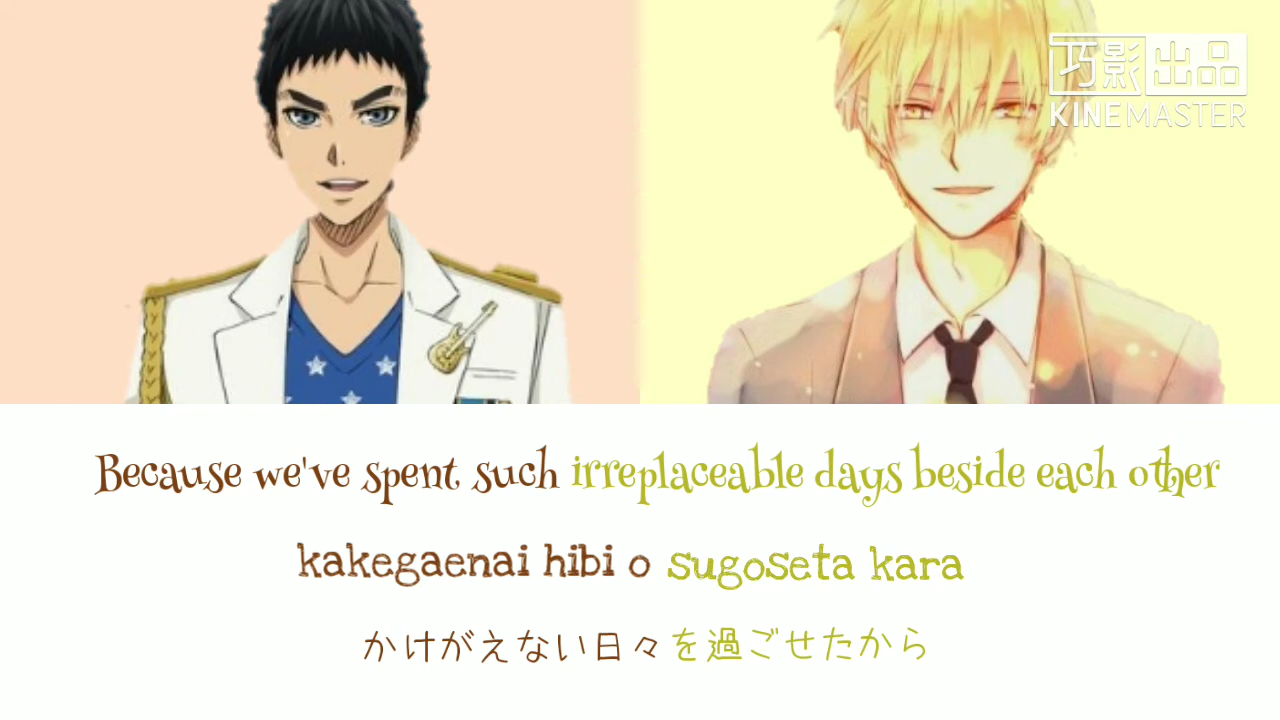 巧影出品
KINEMASTER
Because we've spent such irreplaceable days beside each other
kakegaenai hibi o sugoseta kara
かけがえない日々を過ごせたから